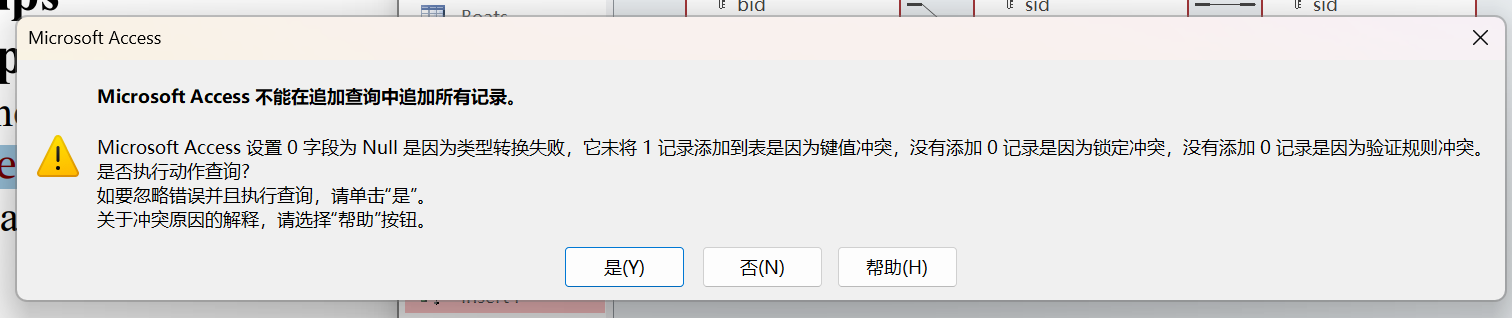 ps
Boats
bid
sid
sid
Microsoft Access
Microsoft Access 不能在追加查询中追加所有记录。
Microsoft Access 设置 0 字段为 Null 是因为类型转换失败，它未将 1 记录添加到表是因为键值冲突，没有添加 0 记录是因为锁定冲突，没有添加 0 记录是因为验证规则冲突。
是否执行动作查询?
如要忽略错误并且执行查询，请单击“是”。
关于冲突原因的解释，请选择“帮助”按钮。
是(Y)
否(N)
帮助(H)